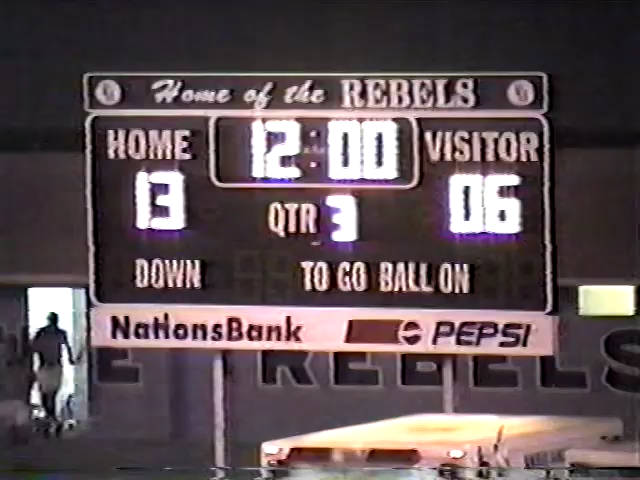 Home of the REBELS
HOME 12:00 VISITOR
13 QTR 3 06
DOWN TO GO BALL ON
NationsBank PEPSI
E REBELS